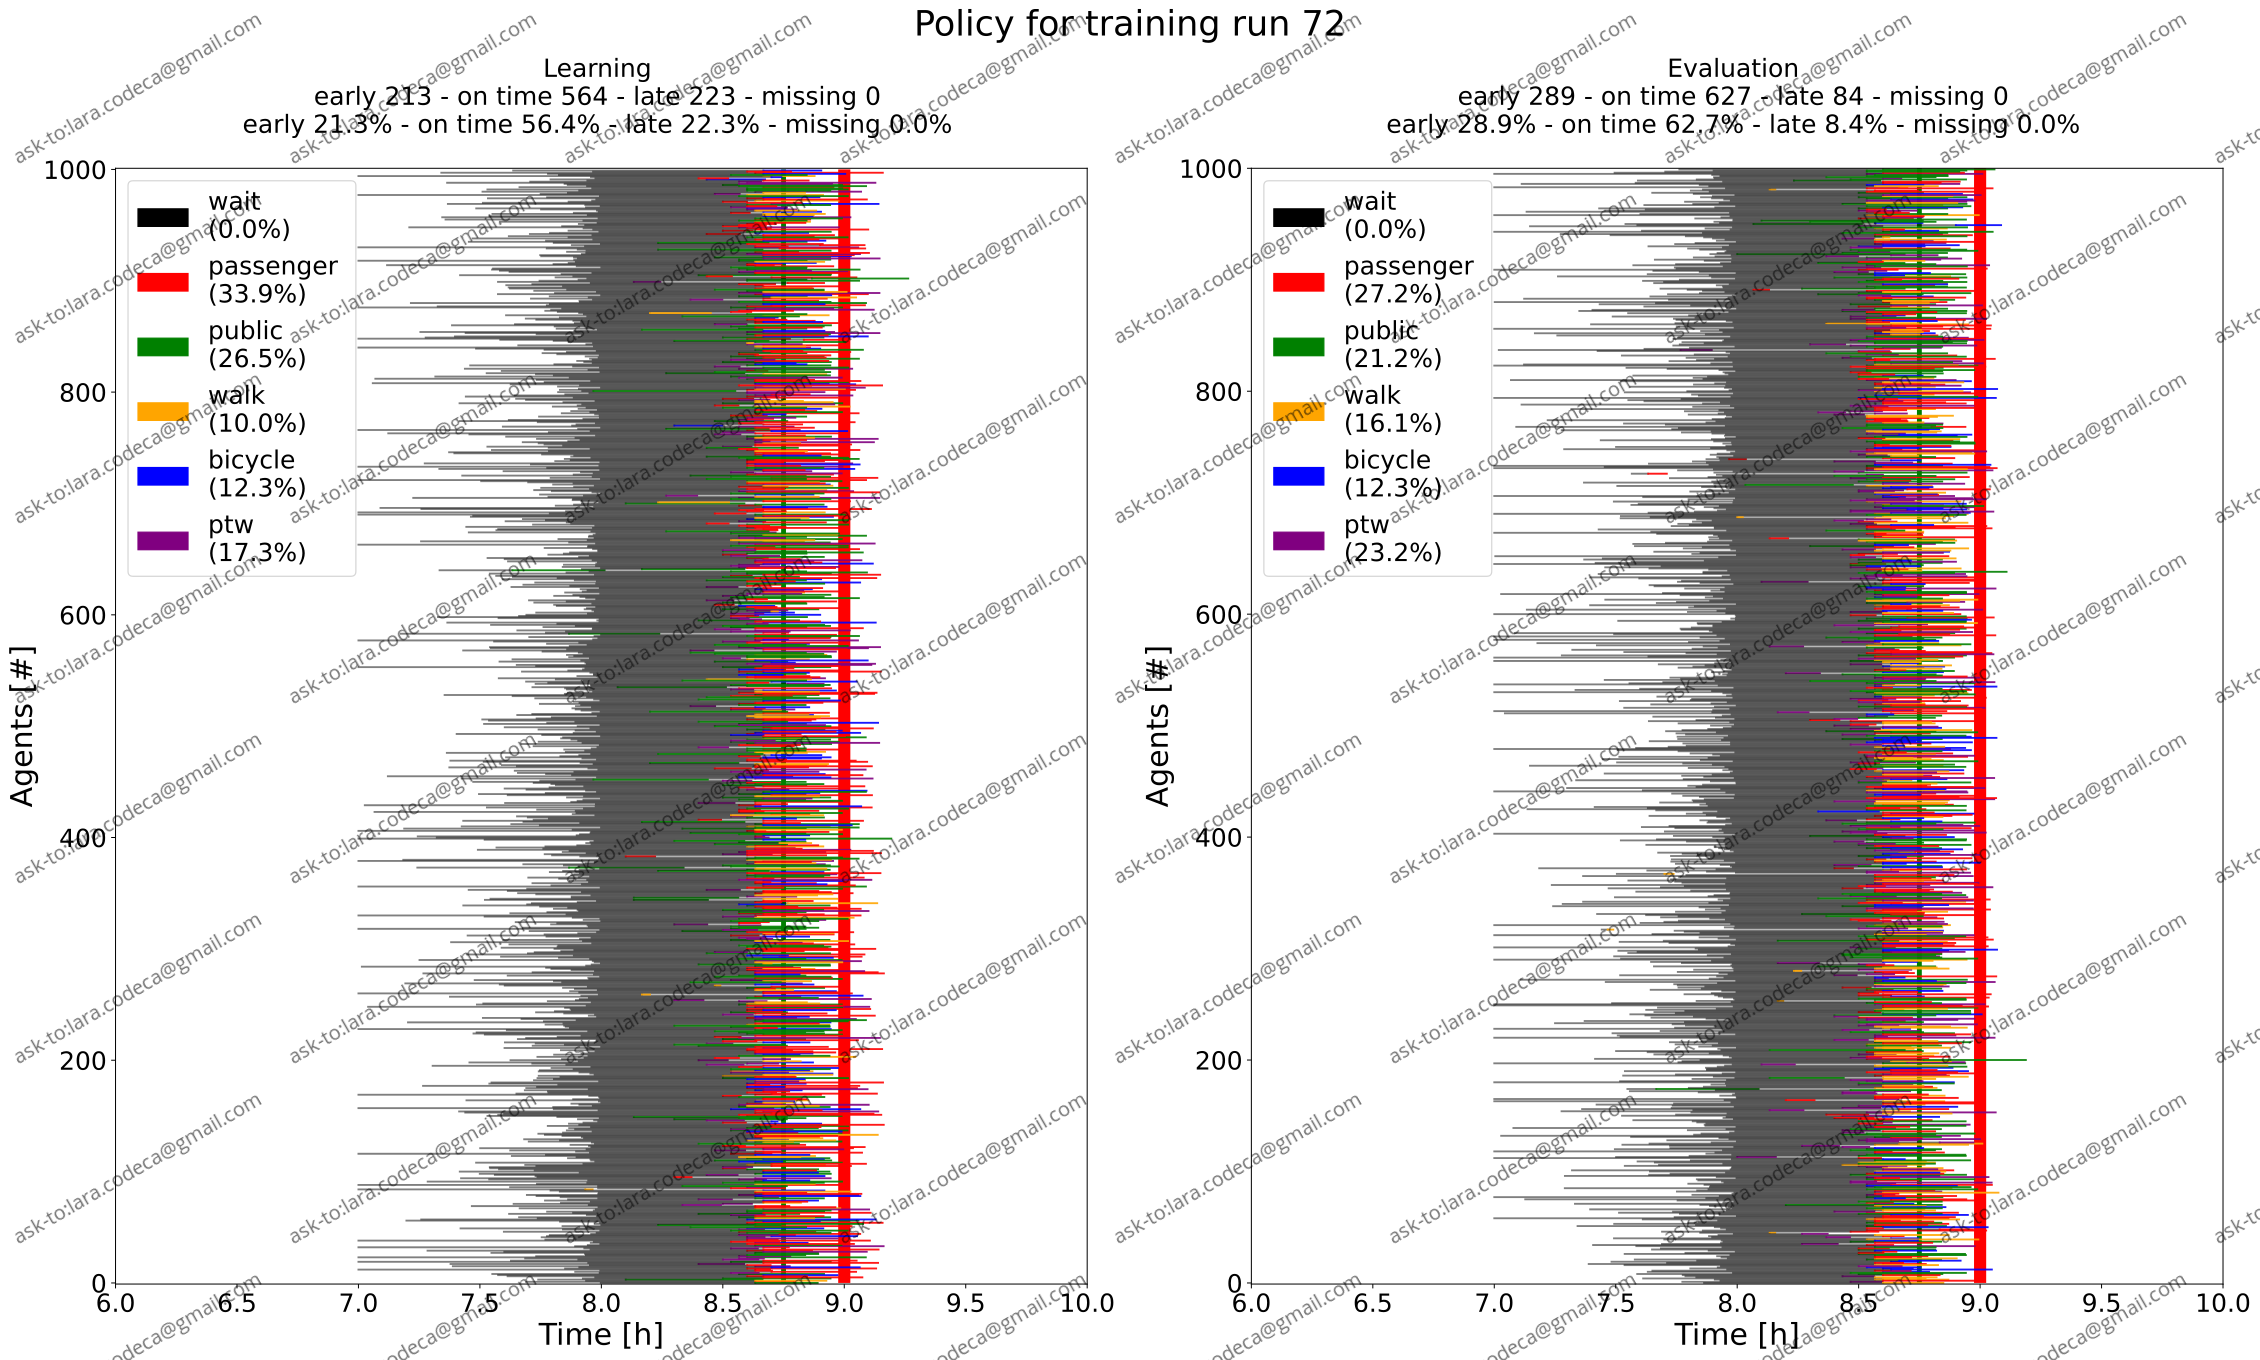 Policy for training run 72
Learning
early 213 - on time 564 - late 223 - missing 0
early 21.3% - on time 56.4% - late 22.3% - missing 0.0%
1000
800
600
400
200
0
Agents [#]
wait
(0.0%)
passenger
(33.9%)
public
(26.5%)
walk
(10.0%)
bicycle
(12.3%)
ptw
(17.3%)
6.0 6.5 7.0 7.5 8.0 8.5 9.0 9.5 10.0
Time [h]
Evaluation
early 289 - on time 627 - late 84 - missing 0
early 28.9% - on time 62.7% - late 8.4% - missing 0.0%
1000
800
600
400
200
0
Agents [#]
wait
(0.0%)
passenger
(27.2%)
public
(21.2%)
walk
(16.1%)
bicycle
(12.3%)
ptw
(23.2%)
6.0 6.5 7.0 7.5 8.0 8.5 9.0 9.5 10.0
Time [h]
ask-to:lara.codeca@gmail.com